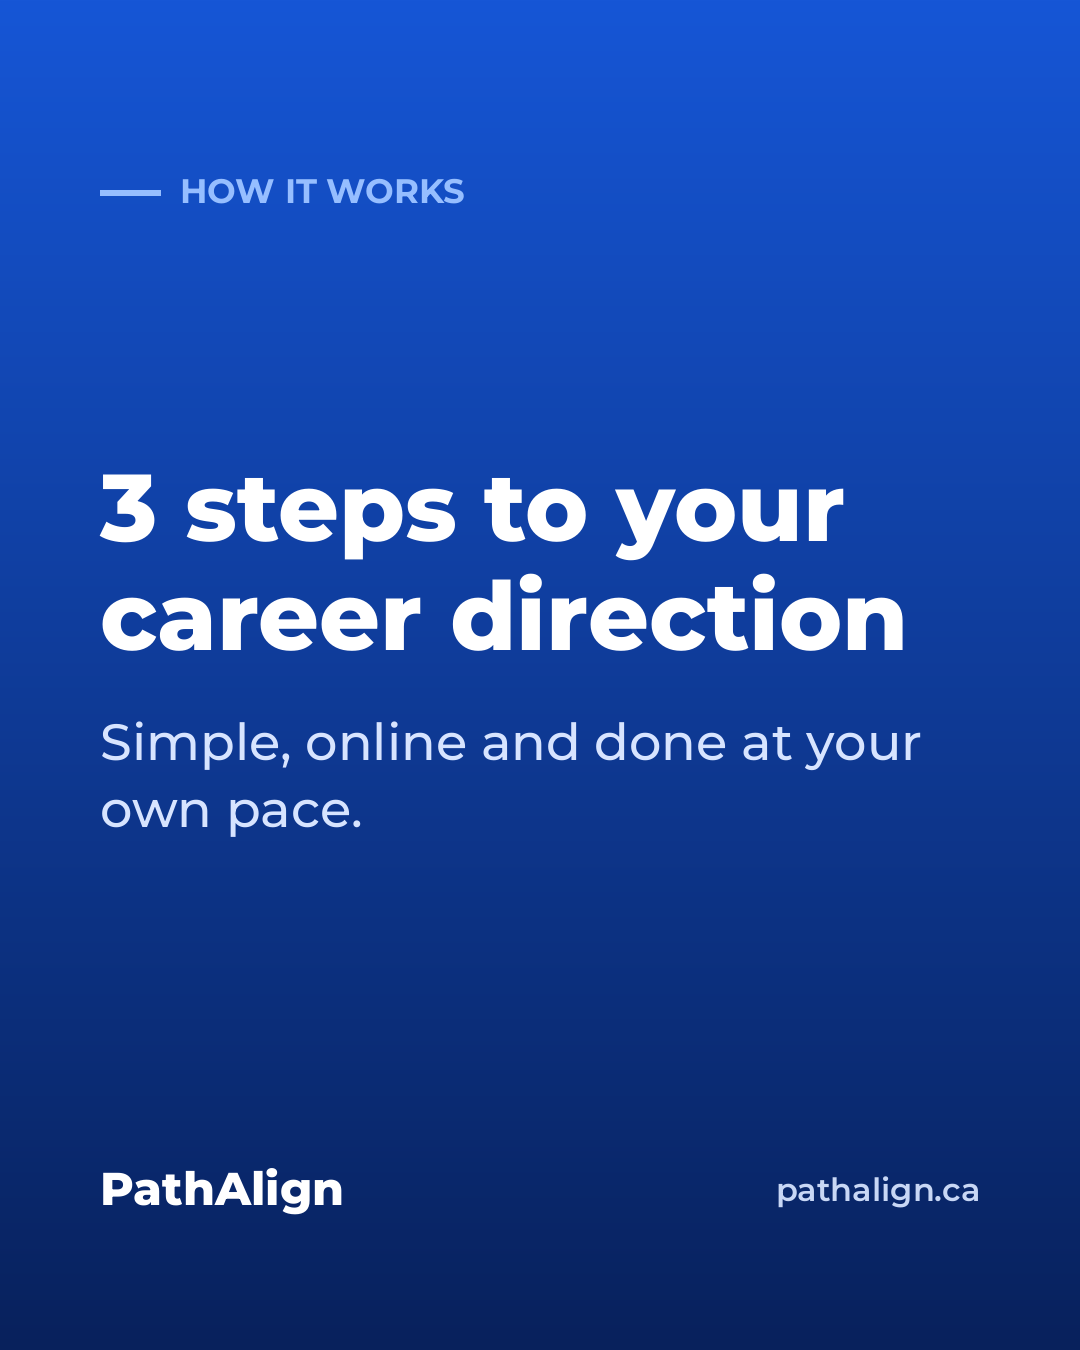 HOW IT WORKS
3 steps to your
career direction
Simple, online and done at your
own pace.
PathAlign
pathalign.ca